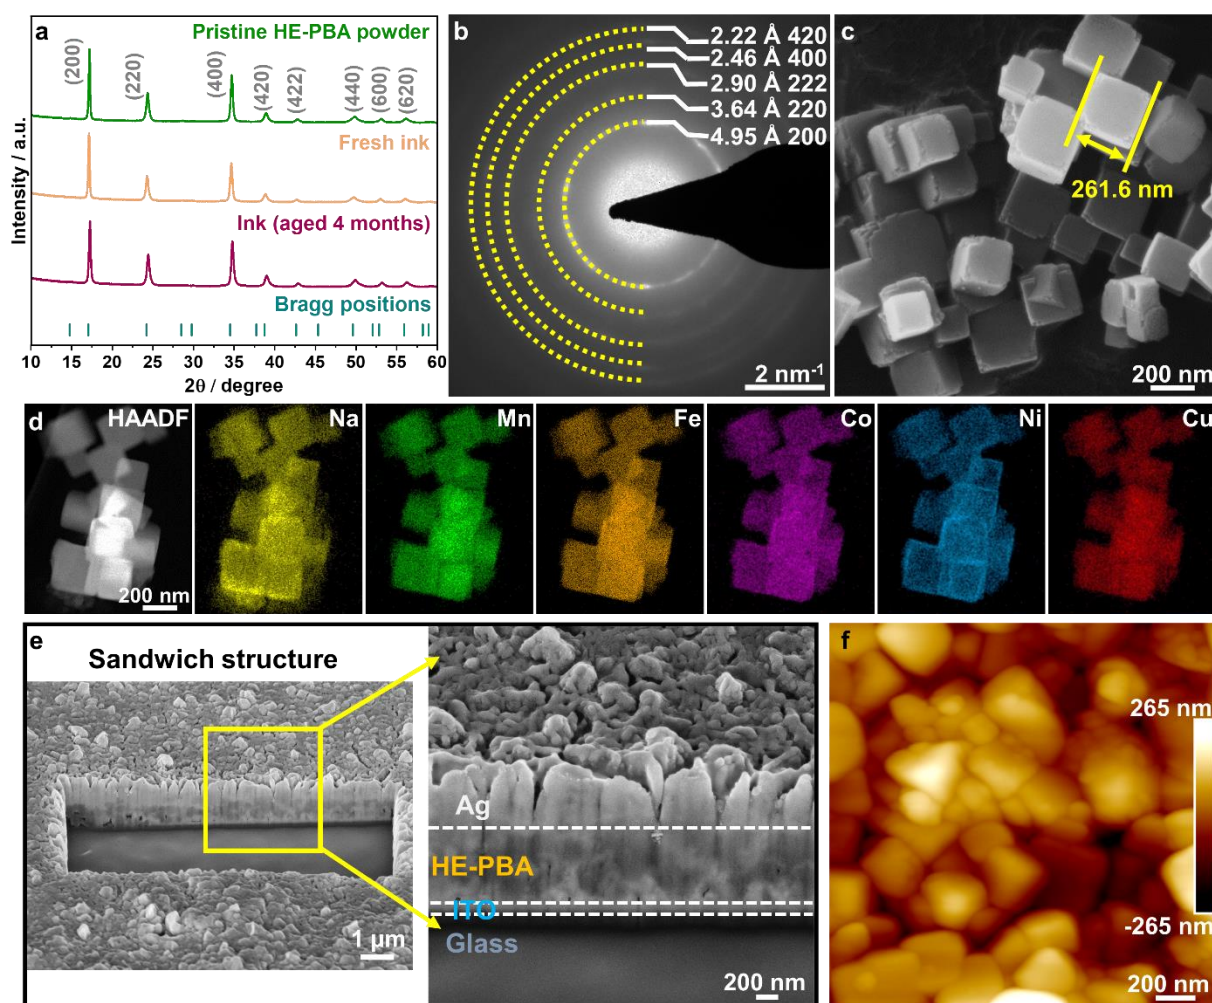 a
Pristine HE-PBA powder
(200)
(220)
(400)
(420)
(422)
(440)
(600)
(620)
Fresh ink
Ink (aged 4 months)
Bragg positions
Intensity / a.u.
10 15 20 25 30 35 40 45 50 55 60
2θ / degree
b
2.22 Å 420
2.46 Å 400
2.90 Å 222
3.64 Å 220
4.95 Å 200
2 nm⁻¹
c
261.6 nm
200 nm
d
HAADF
200 nm
Na
Mn
Fe
Co
Ni
Cu
e
Sandwich structure
1 µm
Ag
HE-PBA
ITO
Glass
200 nm
f
265 nm
-265 nm
200 nm